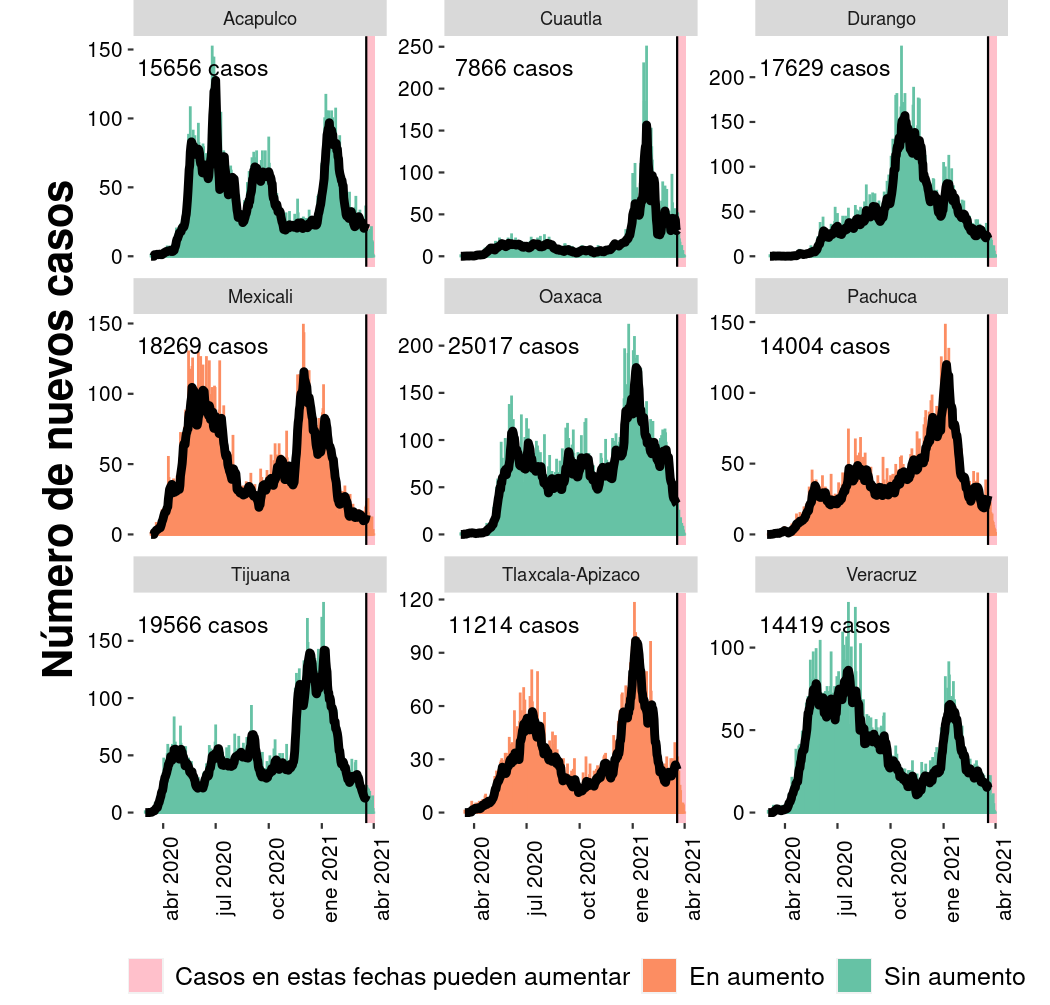 Número de nuevos casos
Acapulco
Cuautla
Durango
150
100
50
0
15656 casos
250
200
150
100
50
0
7866 casos
200
150
100
50
0
17629 casos
Mexicali
Oaxaca
Pachuca
150
100
50
0
18269 casos
200
150
100
50
0
25017 casos
150
100
50
0
14004 casos
Tijuana
Tlaxcala-Apizaco
Veracruz
150
100
50
0
19566 casos
120
90
60
30
0
11214 casos
100
50
0
14419 casos
abr 2020
jul 2020
oct 2020
ene 2021
abr 2021
abr 2020
jul 2020
oct 2020
ene 2021
abr 2021
abr 2020
jul 2020
oct 2020
ene 2021
abr 2021
Casos en estas fechas pueden aumentar
En aumento
Sin aumento